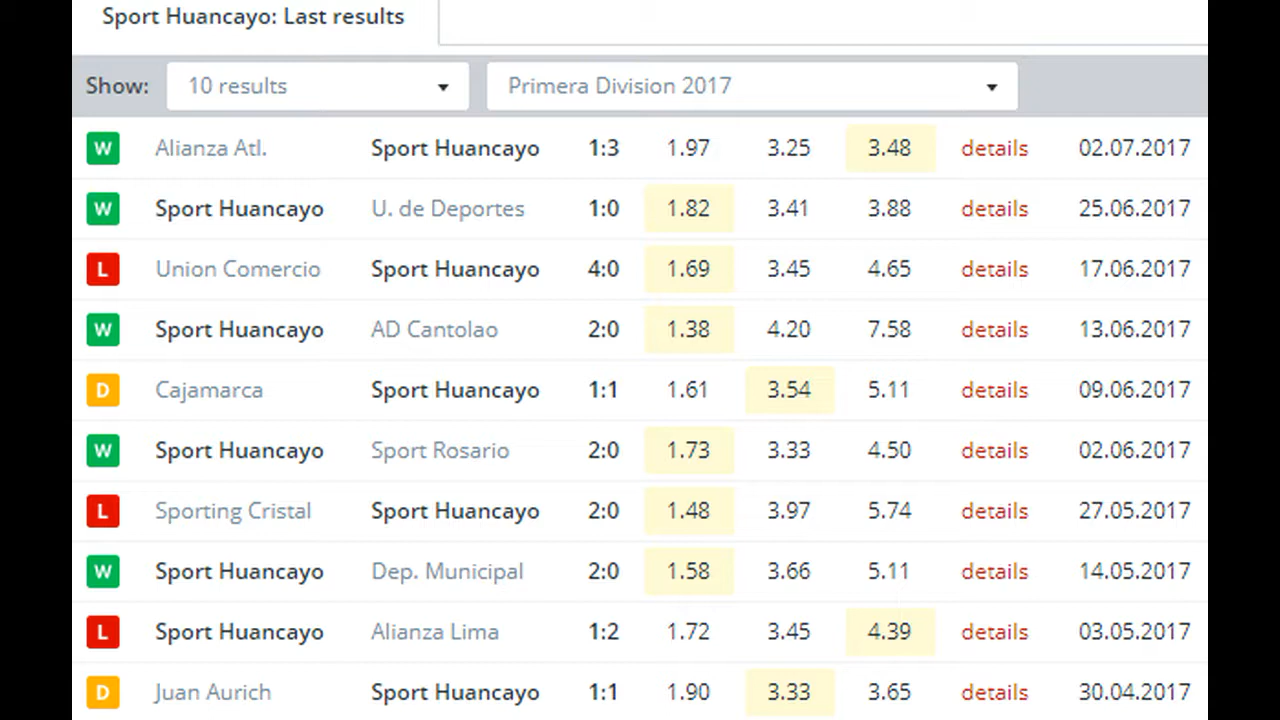 Sport Huancayo: Last results
Show: 10 results Primera Division 2017
W Alianza Atl. Sport Huancayo 1:3 1.97 3.25 3.48 details 02.07.2017
W Sport Huancayo U. de Deportes 1:0 1.82 3.41 3.88 details 25.06.2017
L Union Comercio Sport Huancayo 4:0 1.69 3.45 4.65 details 17.06.2017
W Sport Huancayo AD Cantolao 2:0 1.38 4.20 7.58 details 13.06.2017
D Cajamarca Sport Huancayo 1:1 1.61 3.54 5.11 details 09.06.2017
W Sport Huancayo Sport Rosario 2:0 1.73 3.33 4.50 details 02.06.2017
L Sporting Cristal Sport Huancayo 2:0 1.48 3.97 5.74 details 27.05.2017
W Sport Huancayo Dep. Municipal 2:0 1.58 3.66 5.11 details 14.05.2017
L Sport Huancayo Alianza Lima 1:2 1.72 3.45 4.39 details 03.05.2017
D Juan Aurich Sport Huancayo 1:1 1.90 3.33 3.65 details 30.04.2017